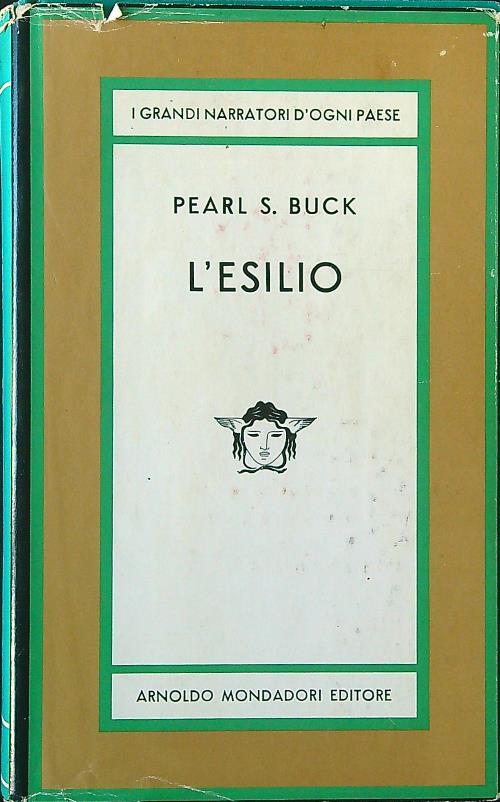 I GRANDI NARRATORI D'OGNI PAESE
PEARL S. BUCK
L'ESILIO
ARNOLDO MONDADORI EDITORE